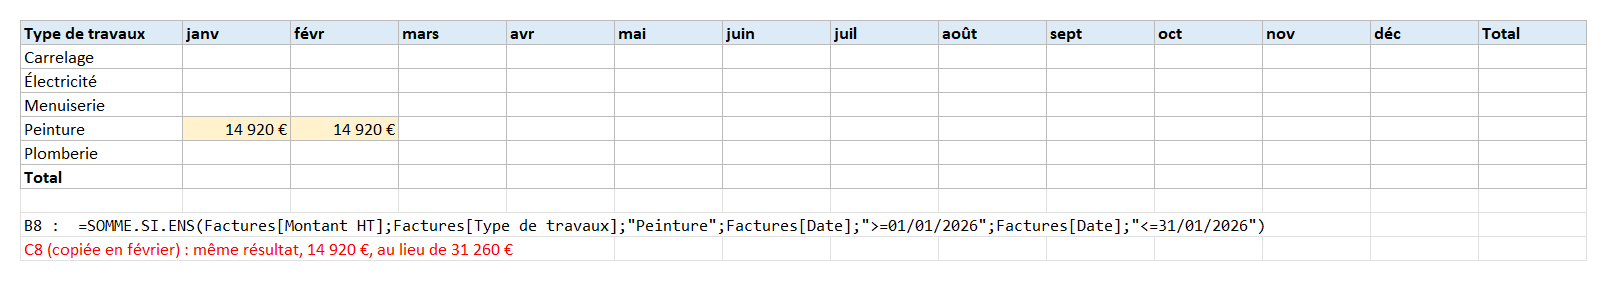 Type de travaux janv févr mars avr mai juin juil août sept oct nov déc Total
Carrelage
Électricité
Menuiserie
Peinture 14 920 € 14 920 €
Plomberie
Total
B8 :  =SOMME.SI.ENS(Factures[Montant HT];Factures[Type de travaux];"Peinture";Factures[Date];">=01/01/2026";Factures[Date];"<=31/01/2026")
C8 (copiée en février) : même résultat, 14 920 €, au lieu de 31 260 €